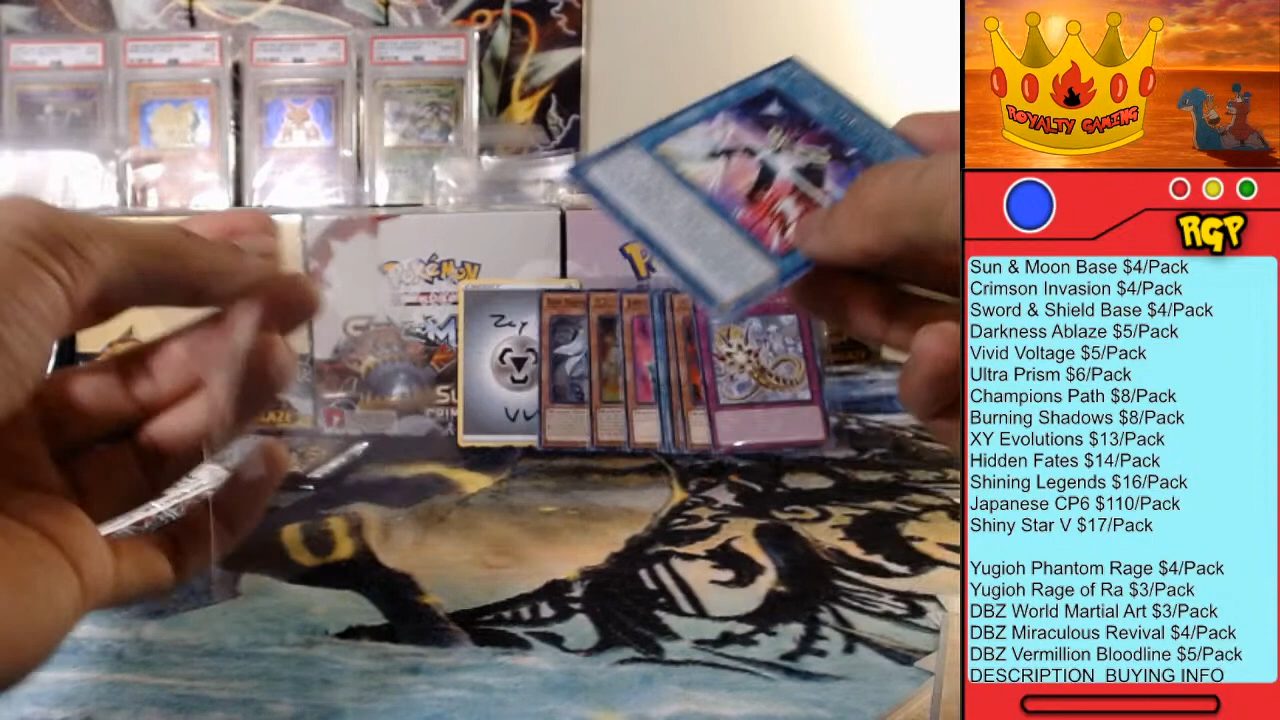 POKéMON
Zep
VV
ROYALTY GAMING
RGP
Sun & Moon Base $4/Pack
Crimson Invasion $4/Pack
Sword & Shield Base $4/Pack
Darkness Ablaze $5/Pack
Vivid Voltage $5/Pack
Ultra Prism $6/Pack
Champions Path $8/Pack
Burning Shadows $8/Pack
XY Evolutions $13/Pack
Hidden Fates $14/Pack
Shining Legends $16/Pack
Japanese CP6 $110/Pack
Shiny Star V $17/Pack
Yugioh Phantom Rage $4/Pack
Yugioh Rage of Ra $3/Pack
DBZ World Martial Art $3/Pack
DBZ Miraculous Revival $4/Pack
DBZ Vermillion Bloodline $5/Pack
DESCRIPTION BUYING INFO